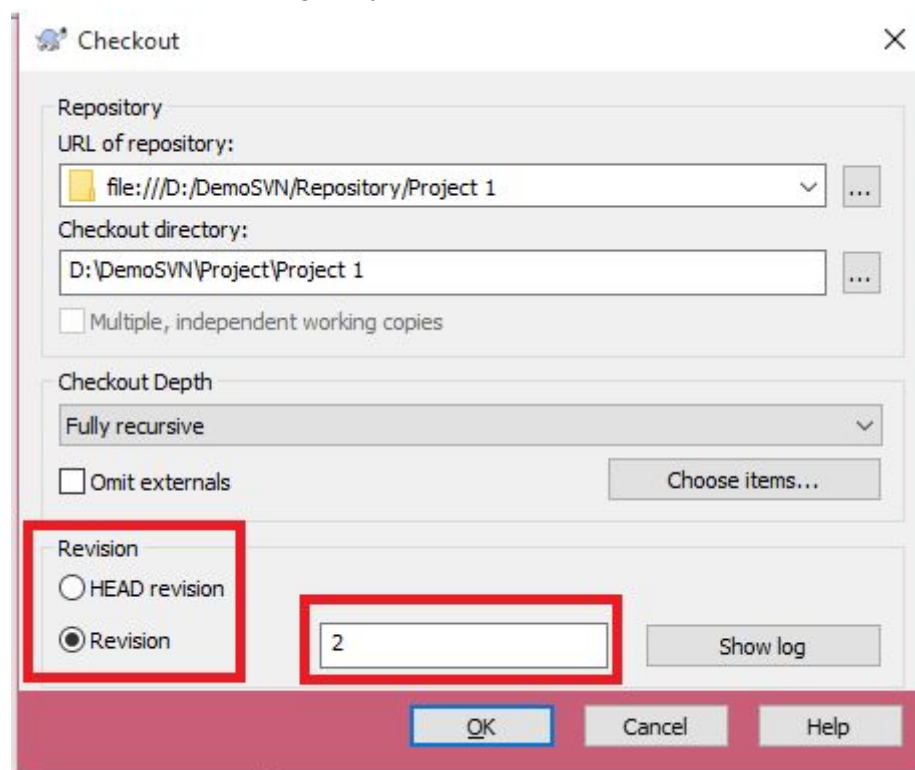 Checkout
Repository
URL of repository:
file:///D:/DemoSVN/Repository/Project 1
...
Checkout directory:
D:\DemoSVN\Project\Project 1
...
Multiple, independent working copies
Checkout Depth
Fully recursive
Omit externals
Choose items...
Revision
HEAD revision
Revision
2
Show log
OK
Cancel
Help